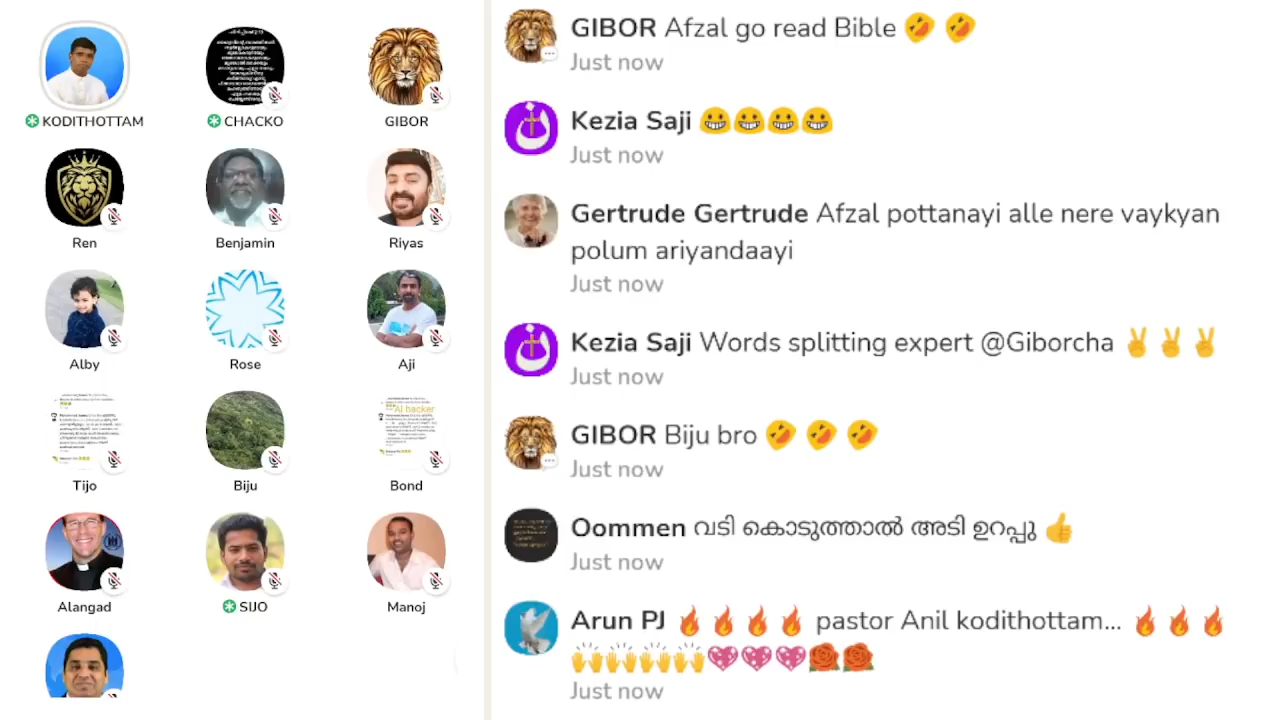 KODITHOTTAM
CHACKO
GIBOR
Ren
Benjamin
Riyas
Alby
Rose
Aji
Tijo
Biju
AI hacker
Bond
Alangad
SIJO
Manoj
GIBOR Afzal go read Bible 🤣 🤣
Just now
Kezia Saji 😀😀😀😀
Just now
Gertrude Gertrude Afzal pottanayi alle nere vaykyan
polum ariyandaayi
Just now
Kezia Saji Words splitting expert @Giborcha ✌️✌️✌️
Just now
GIBOR Biju bro 🤣 🤣 🤣
Just now
Oommen വടി കൊടുത്താൽ അടി ഉറപ്പു 👍
Just now
Arun PJ 🔥🔥🔥🔥 pastor Anil kodithottam... 🔥🔥🔥
🙌🙌🙌🙌💖💖💖🌹🌹
Just now